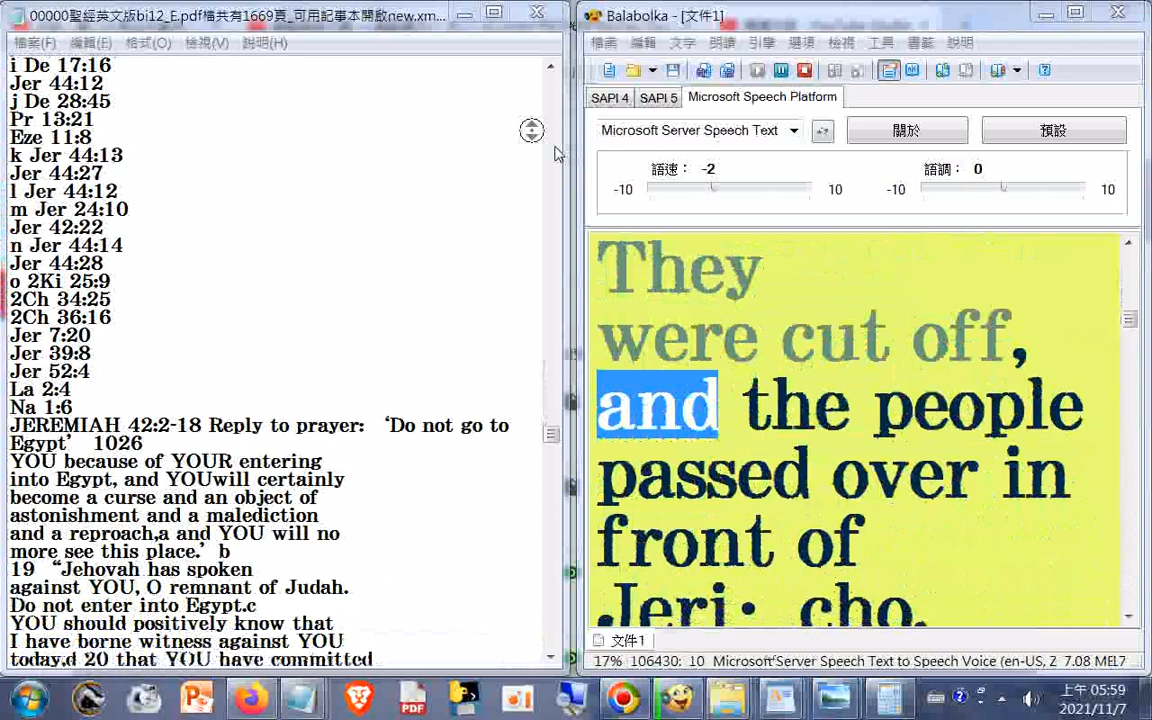 00000聖經英文版bi12_E.pdf檔共有1669頁_可用記事本開啟new.xm...
檔案(F) 編輯(E) 格式(O) 檢視(V) 說明(H)
i De 17:16
Jer 44:12
j De 28:45
Pr 13:21
Eze 11:8
k Jer 44:13
Jer 44:27
l Jer 44:12
m Jer 24:10
Jer 42:22
n Jer 44:14
Jer 44:28
o 2Ki 25:9
2Ch 34:25
2Ch 36:16
Jer 7:20
Jer 39:8
Jer 52:4
La 2:4
Na 1:6
JEREMIAH 42:2-18 Reply to prayer: ‘Do not go to
Egypt’ 1026
YOU because of YOUR entering
into Egypt, and YOUwill certainly
become a curse and an object of
astonishment and a malediction
and a reproach,a and YOU will no
more see this place.’ b
19 “Jehovah has spoken
against YOU, O remnant of Judah.
Do not enter into Egypt.c
YOU should positively know that
I have borne witness against YOU
today,d 20 that YOU have committed
Balabolka - [文件1]
檔案 編輯 文字 朗讀 引擎 選項 檢視 工具 書籤 說明
SAPI 4 SAPI 5 Microsoft Speech Platform
Microsoft Server Speech Text 關於 預設
語速： -2 語調： 0
-10 10 -10 10
They
were cut off,
and the people
passed over in
front of
Jeri· cho.
文件1
17% 106430: 10 Microsoft Server Speech Text to Speech Voice (en-US, Z 7.08 MB
上午 05:59
2021/11/7